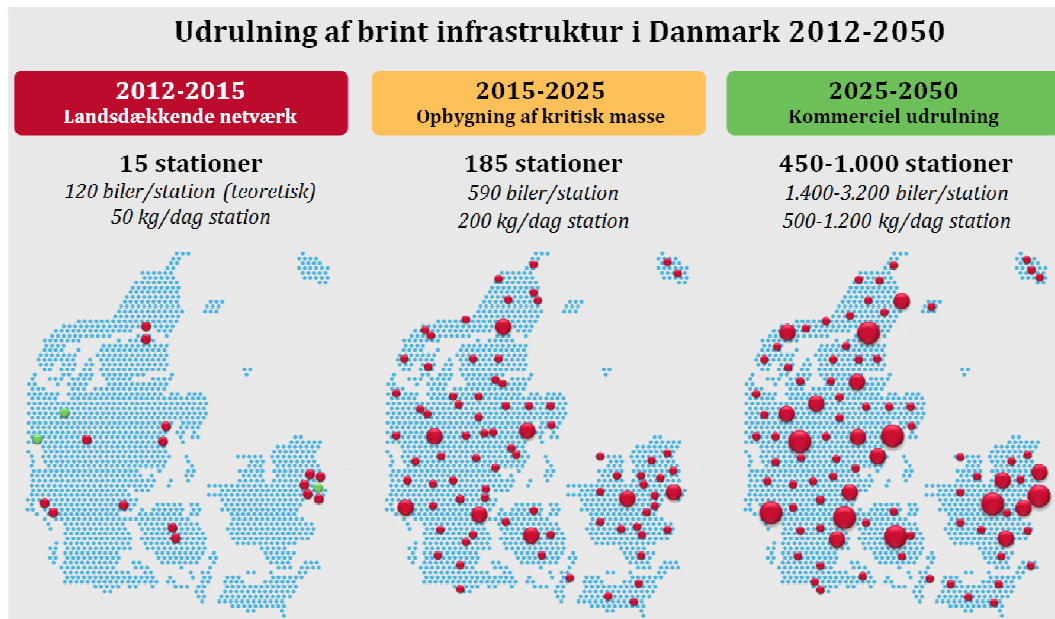 Udrulning af brint infrastruktur i Danmark 2012-2050
2012-2015
Landsdækkende netværk
15 stationer
120 biler/station (teoretisk)
50 kg/dag station
2015-2025
Opbygning af kritisk masse
185 stationer
590 biler/station
200 kg/dag station
2025-2050
Kommerciel udrulning
450-1.000 stationer
1.400-3.200 biler/station
500-1.200 kg/dag station